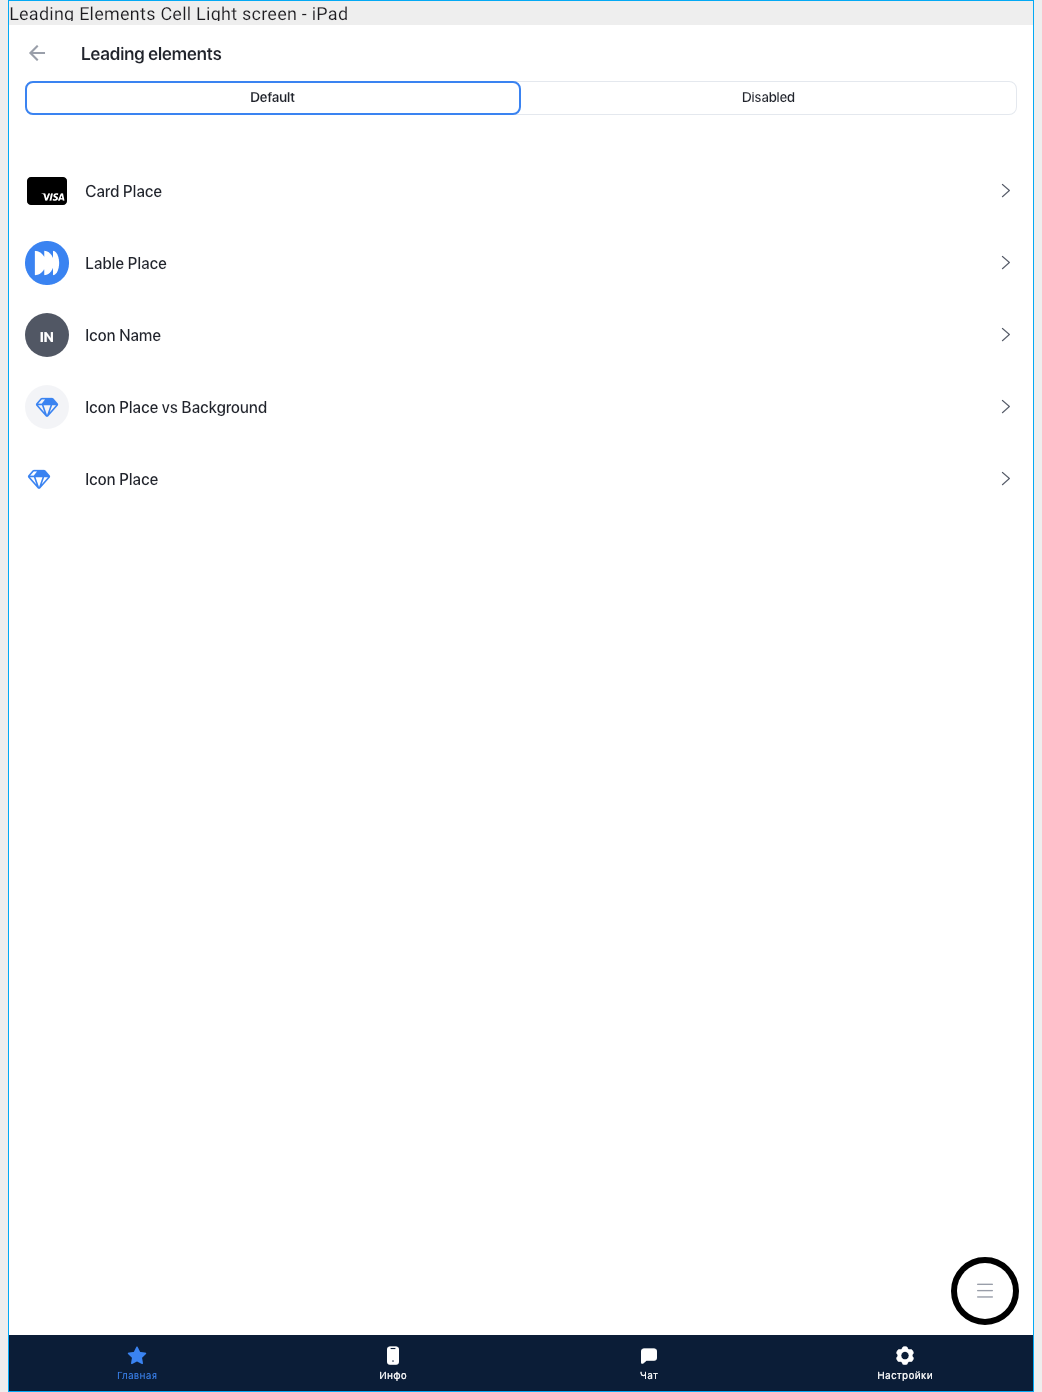 Leading Elements Cell Light screen - iPad
Leading elements
Default
Disabled
VISA
Card Place
Lable Place
IN
Icon Name
Icon Place vs Background
Icon Place
Главная
Инфо
Чат
Настройки